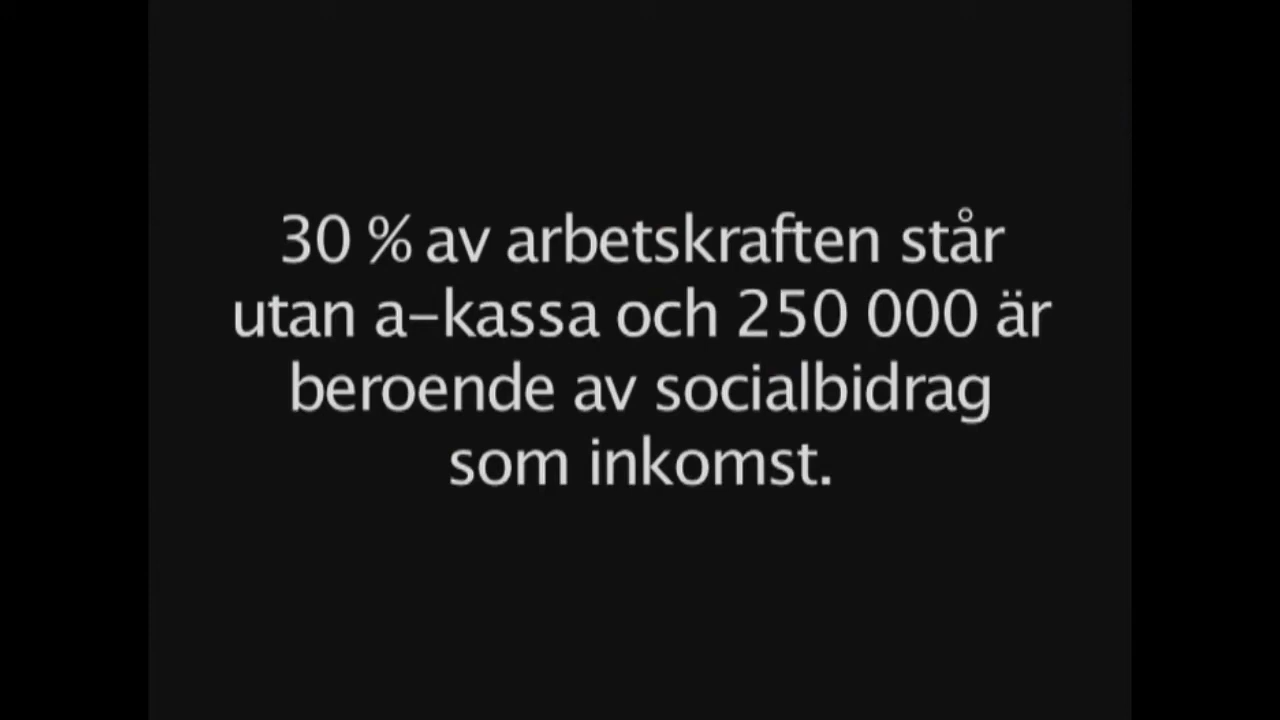 30 % av arbetskraften står
utan a-kassa och 250 000 är
beroende av socialbidrag
som inkomst.